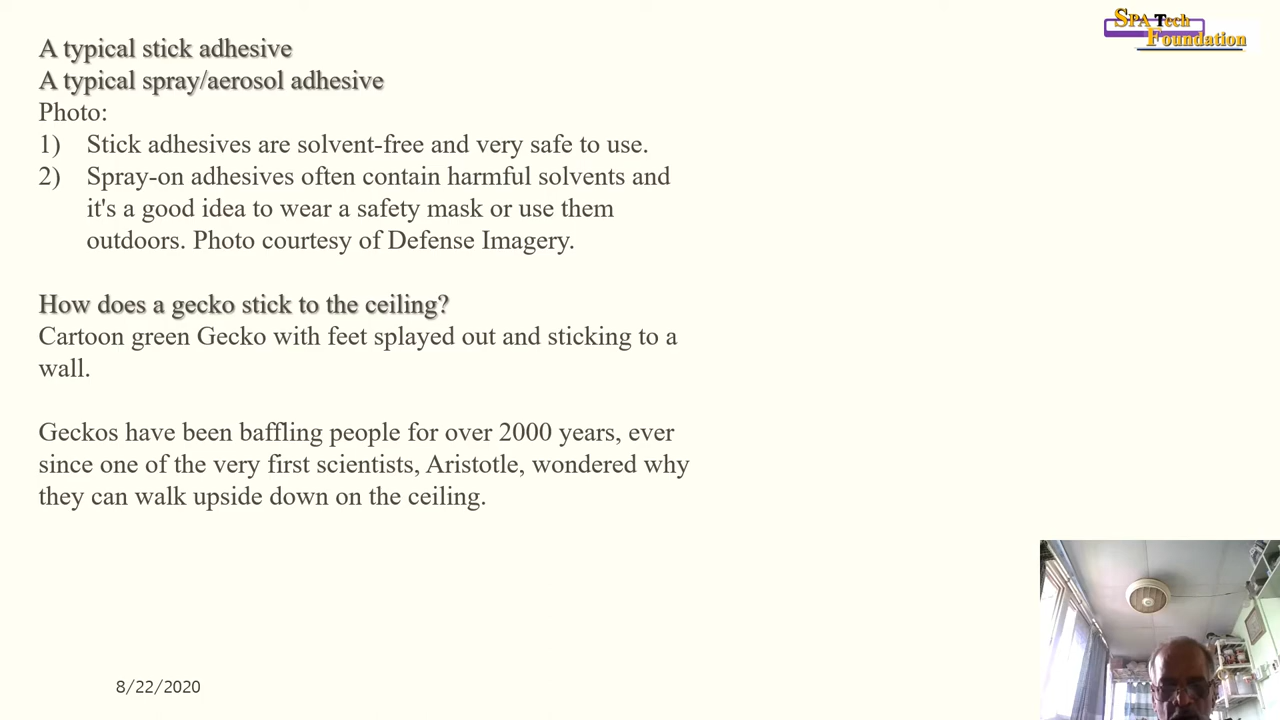 SPA Tech
Foundation
A typical stick adhesive
A typical spray/aerosol adhesive
Photo:
1) Stick adhesives are solvent-free and very safe to use.
2) Spray-on adhesives often contain harmful solvents and
it's a good idea to wear a safety mask or use them
outdoors. Photo courtesy of Defense Imagery.
How does a gecko stick to the ceiling?
Cartoon green Gecko with feet splayed out and sticking to a
wall.
Geckos have been baffling people for over 2000 years, ever
since one of the very first scientists, Aristotle, wondered why
they can walk upside down on the ceiling.
8/22/2020